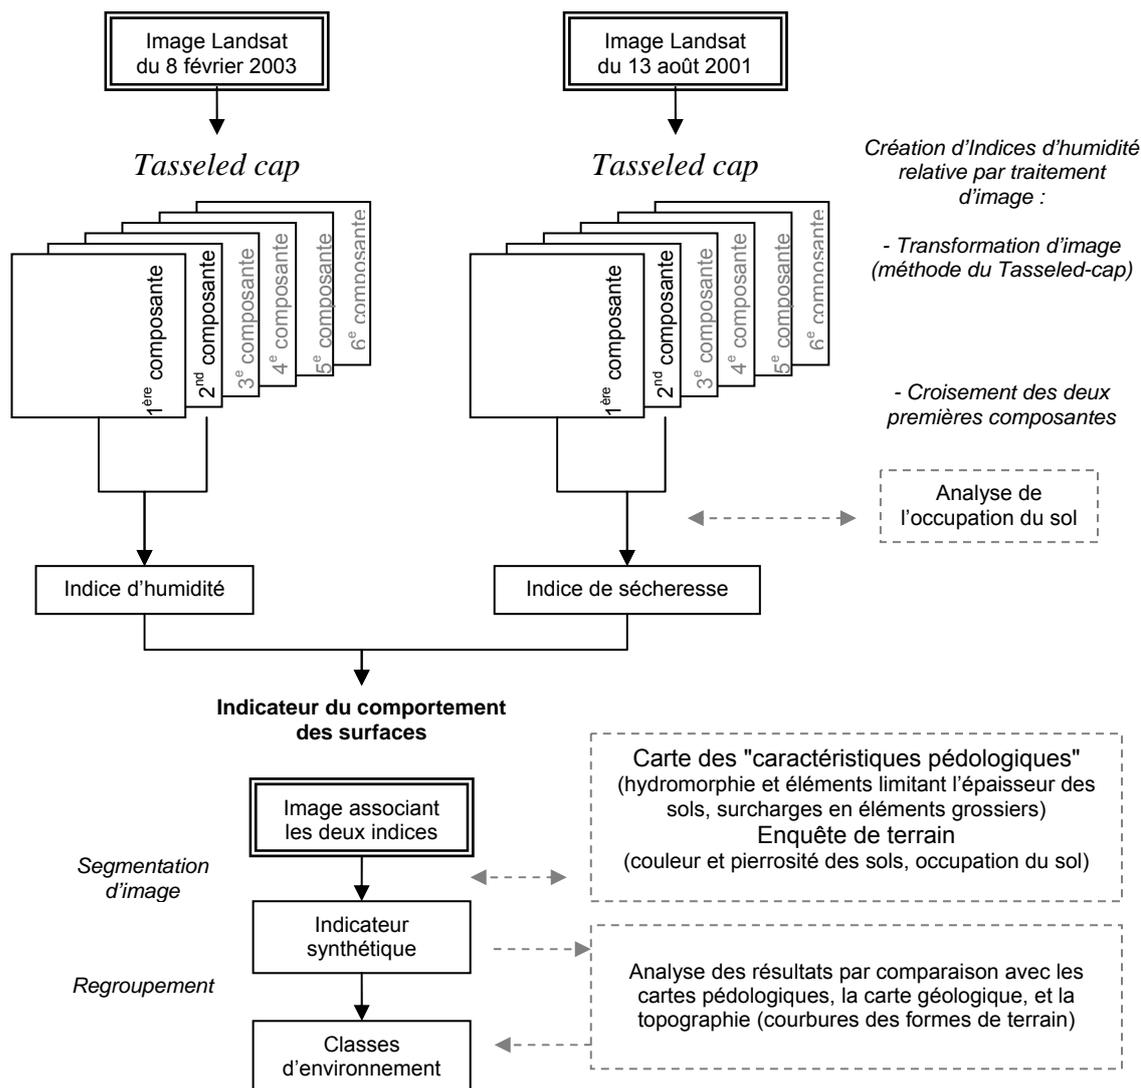 Image Landsat
du 8 février 2003
Image Landsat
du 13 août 2001
Tasseled cap
Tasseled cap
Création d'Indices d'humidité
relative par traitement
d'image :
- Transformation d'image
(méthode du Tasseled-cap)
1ère composante
2nd composante
3e composante
4e composante
5e composante
6e composante
1ère composante
2nd composante
3e composante
4e composante
5e composante
6e composante
- Croisement des deux
premières composantes
Analyse de
l'occupation du sol
Indice d'humidité
Indice de sécheresse
Indicateur du comportement
des surfaces
Carte des "caractéristiques pédologiques"
(hydromorphie et éléments limitant l'épaisseur des
sols, surcharges en éléments grossiers)
Enquête de terrain
(couleur et pierrosité des sols, occupation du sol)
Image associant
les deux indices
Segmentation
d'image
Indicateur
synthétique
Regroupement
Analyse des résultats par comparaison avec les
cartes pédologiques, la carte géologique, et la
topographie (courbures des formes de terrain)
Classes
d'environnement